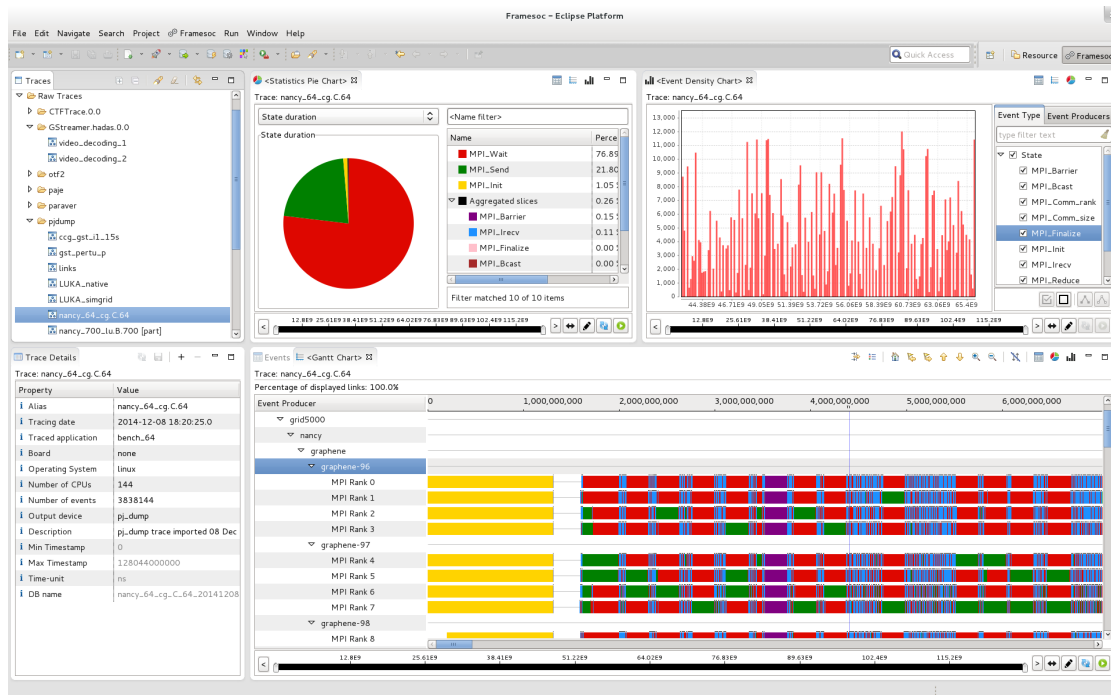 Framesoc - Eclipse Platform
File Edit Navigate Search Project Framesoc Run Window Help
Quick Access
Resource
Framesoc
Traces
Raw Traces
CTFTrace.0.0
GStreamer.hadas.0.0
video_decoding_1
video_decoding_2
otf2
paje
paraver
pjdump
ccg_gst_i1_15s
gst_pertu_p
links
LUKA_native
LUKA_simgrid
nancy_64_cg.C.64
nancy_700_lu.B.700 [part]
<Statistics Pie Chart>
Trace: nancy_64_cg.C.64
State duration
<Name filter>
State duration
Name Perce
MPI_Wait 76.89
MPI_Send 21.80
MPI_Init 1.05
Aggregated slices 0.26
MPI_Barrier 0.15
MPI_Irecv 0.11
MPI_Finalize 0.00
MPI_Bcast 0.00
Filter matched 10 of 10 items
12.8E9 25.61E9 38.41E9 51.22E9 64.02E9 76.83E9 89.63E9 102.4E9 115.2E9
<Event Density Chart>
Trace: nancy_64_cg.C.64
13,000
12,000
11,000
10,000
9,000
8,000
7,000
6,000
5,000
4,000
3,000
2,000
1,000
0
44.38E9 46.71E9 49.05E9 51.39E9 53.72E9 56.06E9 58.39E9 60.73E9 63.06E9 65.4E9
Event Type Event Producers
type filter text
State
MPI_Barrier
MPI_Bcast
MPI_Comm_rank
MPI_Comm_size
MPI_Finalize
MPI_Init
MPI_Irecv
MPI_Reduce
12.8E9 25.61E9 38.41E9 51.22E9 64.02E9 76.83E9 89.63E9 102.4E9 115.2E9
Trace Details
Trace: nancy_64_cg.C.64
Property Value
Alias nancy_64_cg.C.64
Tracing date 2014-12-08 18:20:25.0
Traced application bench_64
Board none
Operating System linux
Number of CPUs 144
Number of events 3838144
Output device pj_dump
Description pj_dump trace imported 08 Dec
Min Timestamp 0
Max Timestamp 128044000000
Time-unit ns
DB name nancy_64_cg_C_64_20141208
Events <Gantt Chart>
Trace: nancy_64_cg.C.64
Percentage of displayed links: 100.0%
Event Producer
0 1,000,000,000 2,000,000,000 3,000,000,000 4,000,000,000 5,000,000,000 6,000,000,000
grid5000
nancy
graphene
graphene-96
MPI Rank 0
MPI Rank 1
MPI Rank 2
MPI Rank 3
graphene-97
MPI Rank 4
MPI Rank 5
MPI Rank 6
MPI Rank 7
graphene-98
MPI Rank 8
12.8E9 25.61E9 38.41E9 51.22E9 64.02E9 76.83E9 89.63E9 102.4E9 115.2E9